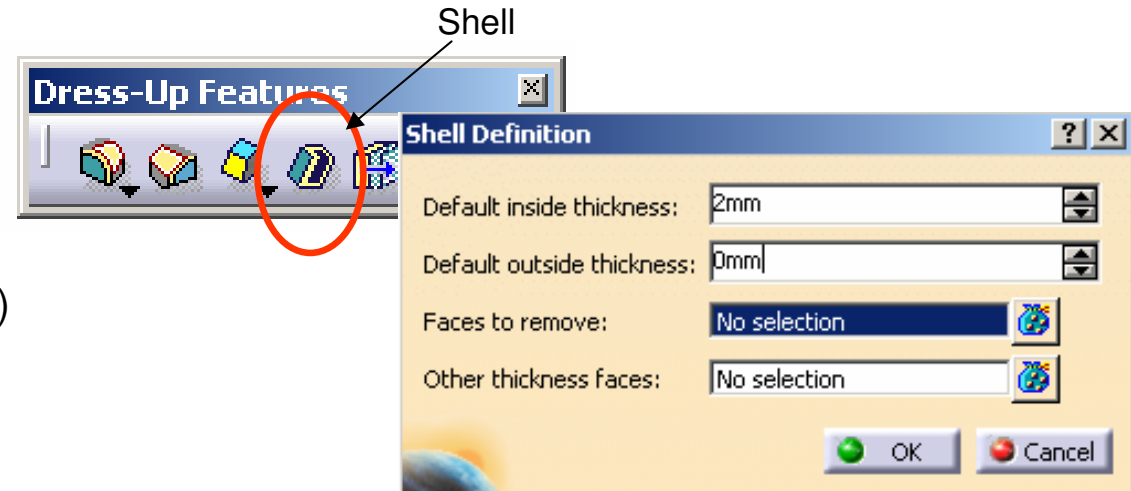 Shell
Dress-Up Features
Shell Definition
Default inside thickness: 2mm
Default outside thickness: 0mm
)
Faces to remove: No selection
Other thickness faces: No selection
OK Cancel